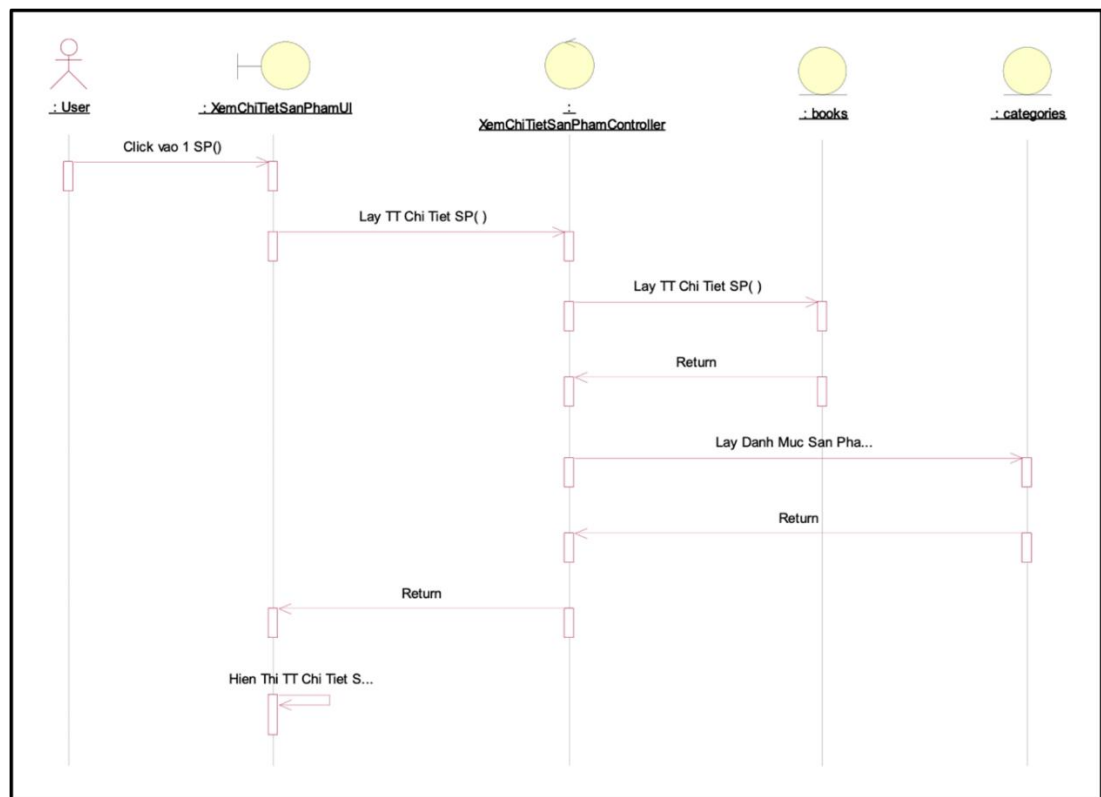 : User
: XemChiTietSanPhamUI
:
XemChiTietSanPhamController
: books
: categories
Click vao 1 SP()
Lay TT Chi Tiet SP( )
Lay TT Chi Tiet SP( )
Return
Lay Danh Muc San Pha...
Return
Return
Hien Thi TT Chi Tiet S...